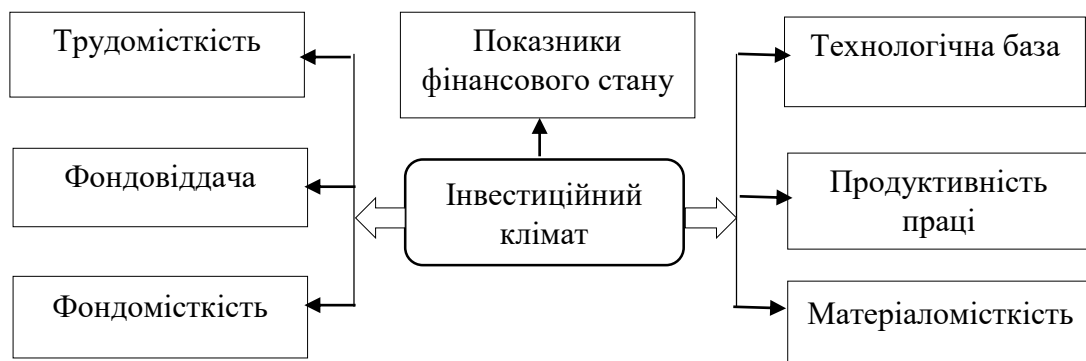 Трудомісткість
Показники
фінансового стану
Технологічна база
Фондовіддача
Інвестиційний
клімат
Продуктивність
праці
Фондомісткість
Матеріаломісткість